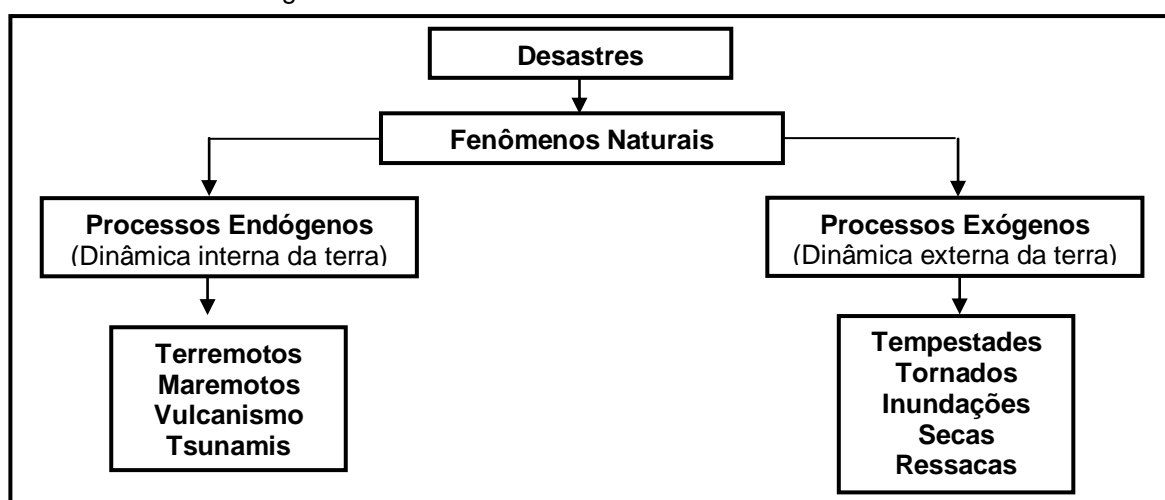 Desastres
Fenômenos Naturais
Processos Endógenos
(Dinâmica interna da terra)
Terremotos
Maremotos
Vulcanismo
Tsunamis
Processos Exógenos
(Dinâmica externa da terra)
Tempestades
Tornados
Inundações
Secas
Ressacas